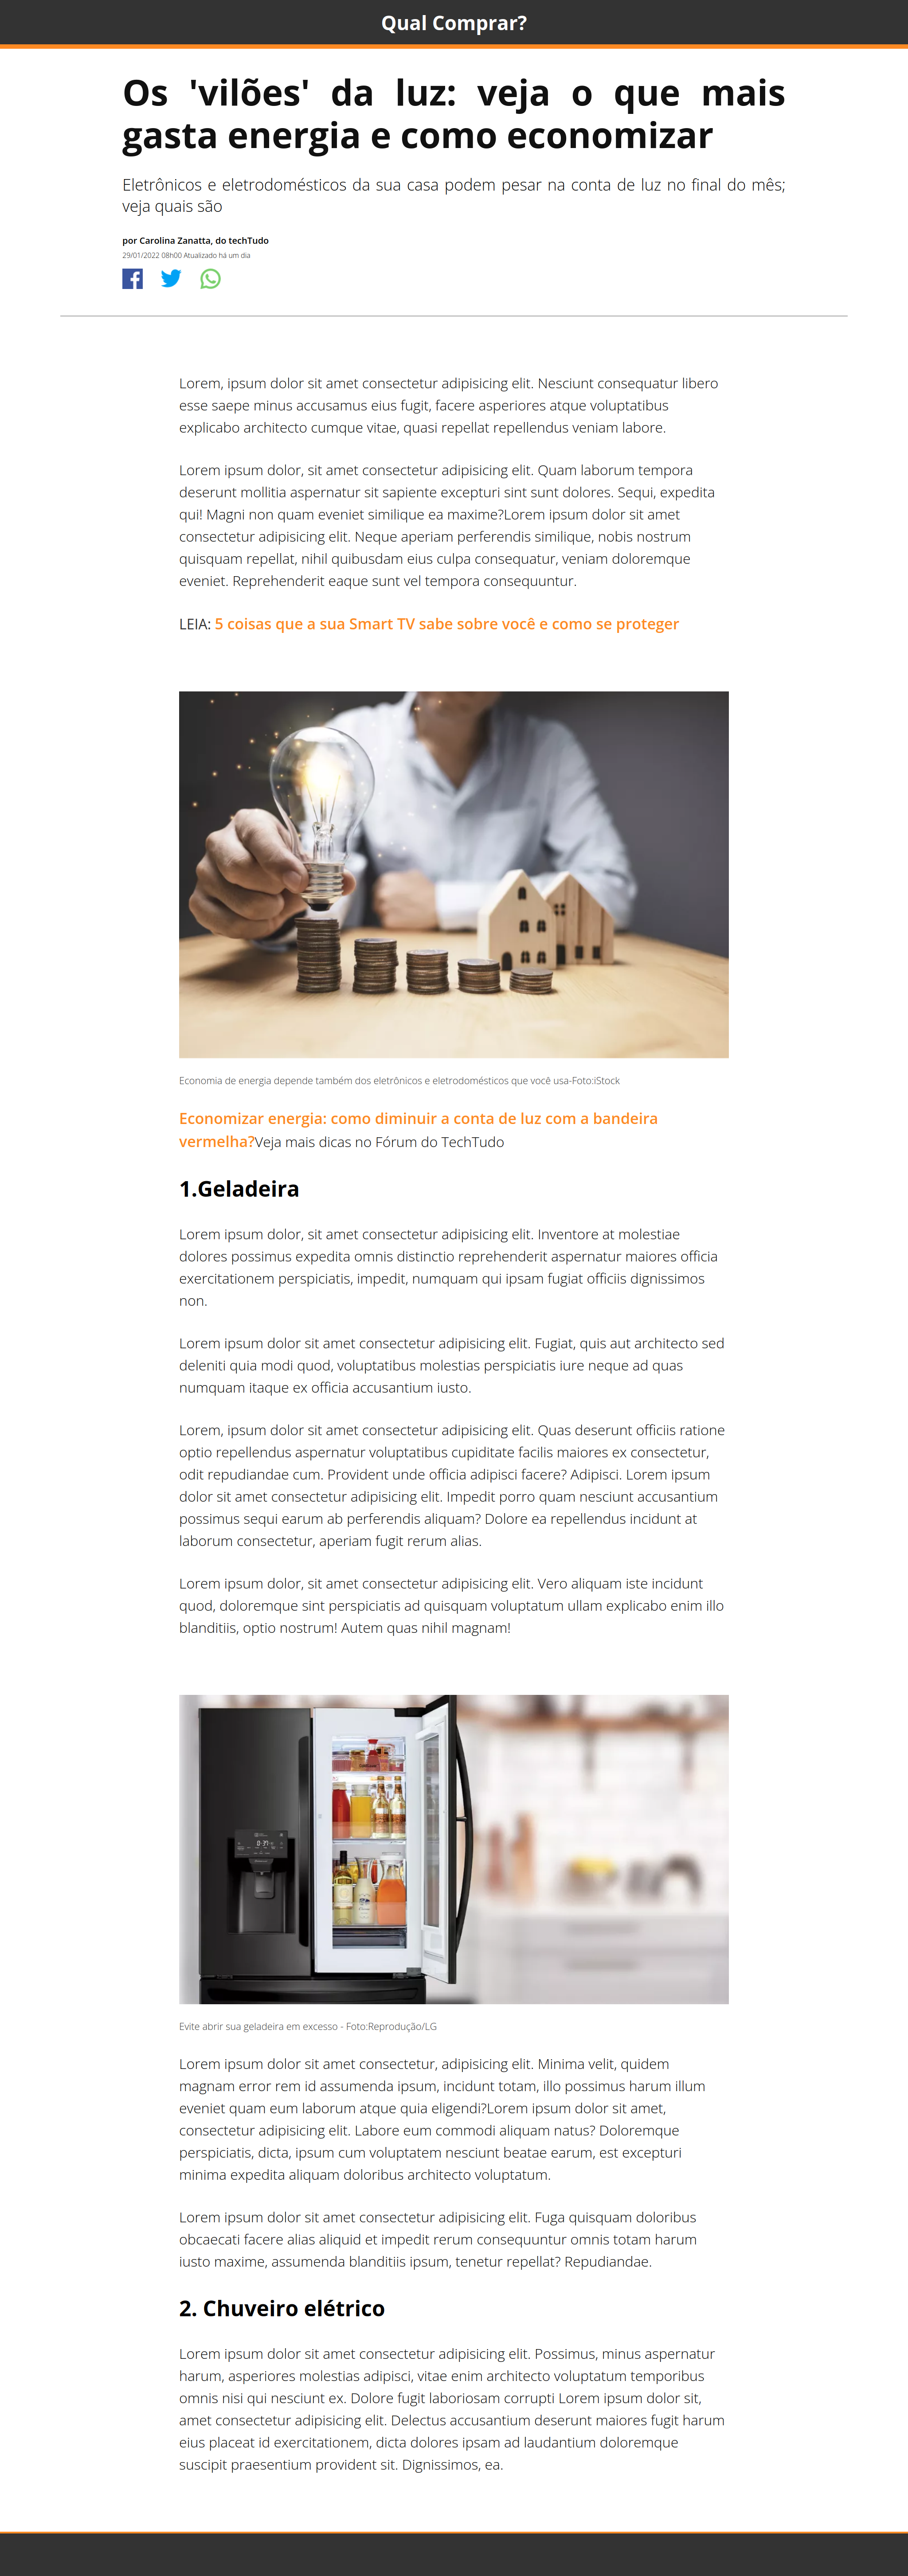 Qual Comprar?
Os 'vilões' da luz: veja o que mais
gasta energia e como economizar
Eletrônicos e eletrodomésticos da sua casa podem pesar na conta de luz no final do mês;
veja quais são
por Carolina Zanatta, do techTudo
29/01/2022 08h00 Atualizado há um dia
Lorem, ipsum dolor sit amet consectetur adipisicing elit. Nesciunt consequatur libero
esse saepe minus accusamus eius fugit, facere asperiores atque voluptatibus
explicabo architecto cumque vitae, quasi repellat repellendus veniam labore.
Lorem ipsum dolor, sit amet consectetur adipisicing elit. Quam laborum tempora
deserunt mollitia aspernatur sit sapiente excepturi sint sunt dolores. Sequi, expedita
qui! Magni non quam eveniet similique ea maxime?Lorem ipsum dolor sit amet
consectetur adipisicing elit. Neque aperiam perferendis similique, nobis nostrum
quisquam repellat, nihil quibusdam eius culpa consequatur, veniam doloremque
eveniet. Reprehenderit eaque sunt vel tempora consequuntur.
LEIA: 5 coisas que a sua Smart TV sabe sobre você e como se proteger
Economia de energia depende também dos eletrônicos e eletrodomésticos que você usa-Foto:iStock
Economizar energia: como diminuir a conta de luz com a bandeira
vermelha?Veja mais dicas no Fórum do TechTudo
1.Geladeira
Lorem ipsum dolor, sit amet consectetur adipisicing elit. Inventore at molestiae
dolores possimus expedita omnis distinctio reprehenderit aspernatur maiores officia
exercitationem perspiciatis, impedit, numquam qui ipsam fugiat officiis dignissimos
non.
Lorem ipsum dolor sit amet consectetur adipisicing elit. Fugiat, quis aut architecto sed
deleniti quia modi quod, voluptatibus molestias perspiciatis iure neque ad quas
numquam itaque ex officia accusantium iusto.
Lorem, ipsum dolor sit amet consectetur adipisicing elit. Quas deserunt officiis ratione
optio repellendus aspernatur voluptatibus cupiditate facilis maiores ex consectetur,
odit repudiandae cum. Provident unde officia adipisci facere? Adipisci. Lorem ipsum
dolor sit amet consectetur adipisicing elit. Impedit porro quam nesciunt accusantium
possimus sequi earum ab perferendis aliquam? Dolore ea repellendus incidunt at
laborum consectetur, aperiam fugit rerum alias.
Lorem ipsum dolor, sit amet consectetur adipisicing elit. Vero aliquam iste incidunt
quod, doloremque sint perspiciatis ad quisquam voluptatum ullam explicabo enim illo
blanditiis, optio nostrum! Autem quas nihil magnam!
Evite abrir sua geladeira em excesso - Foto:Reprodução/LG
Lorem ipsum dolor sit amet consectetur, adipisicing elit. Minima velit, quidem
magnam error rem id assumenda ipsum, incidunt totam, illo possimus harum illum
eveniet quam eum laborum atque quia eligendi?Lorem ipsum dolor sit amet,
consectetur adipisicing elit. Labore eum commodi aliquam natus? Doloremque
perspiciatis, dicta, ipsum cum voluptatem nesciunt beatae earum, est excepturi
minima expedita aliquam doloribus architecto voluptatum.
Lorem ipsum dolor sit amet consectetur adipisicing elit. Fuga quisquam doloribus
obcaecati facere alias aliquid et impedit rerum consequuntur omnis totam harum
iusto maxime, assumenda blanditiis ipsum, tenetur repellat? Repudiandae.
2. Chuveiro elétrico
Lorem ipsum dolor sit amet consectetur adipisicing elit. Possimus, minus aspernatur
harum, asperiores molestias adipisci, vitae enim architecto voluptatum temporibus
omnis nisi qui nesciunt ex. Dolore fugit laboriosam corrupti Lorem ipsum dolor sit,
amet consectetur adipisicing elit. Delectus accusantium deserunt maiores fugit harum
eius placeat id exercitationem, dicta dolores ipsam ad laudantium doloremque
suscipit praesentium provident sit. Dignissimos, ea.